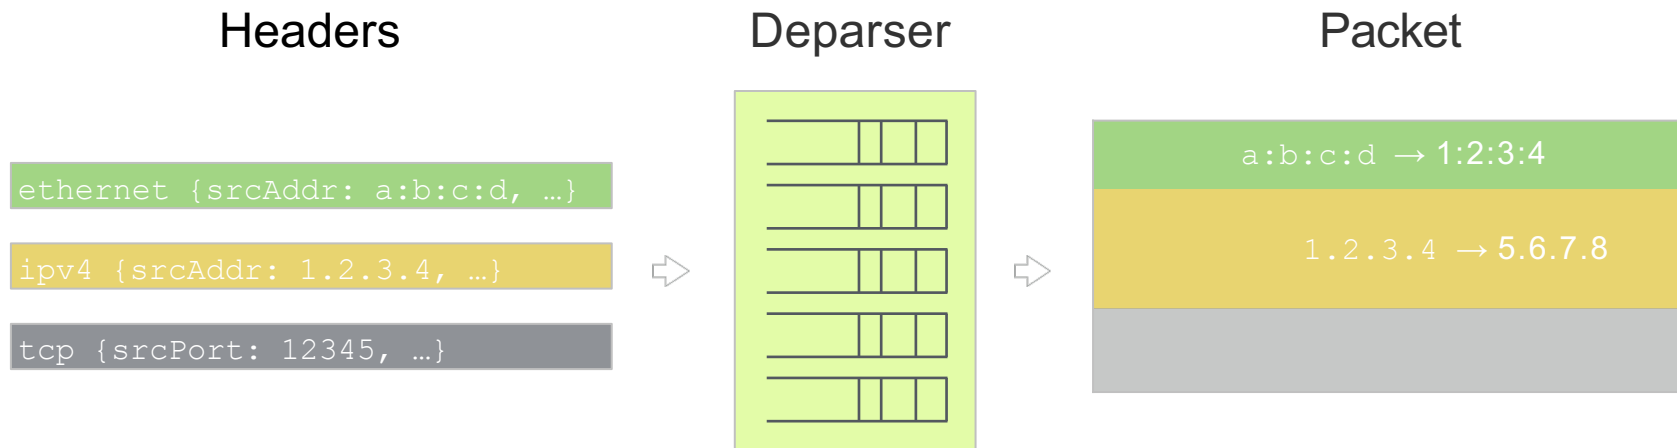 Headers
Deparser
Packet
ethernet {srcAddr: a:b:c:d, …}
ipv4 {srcAddr: 1.2.3.4, …}
tcp {srcPort: 12345, …}
a:b:c:d → 1:2:3:4
1.2.3.4 → 5.6.7.8